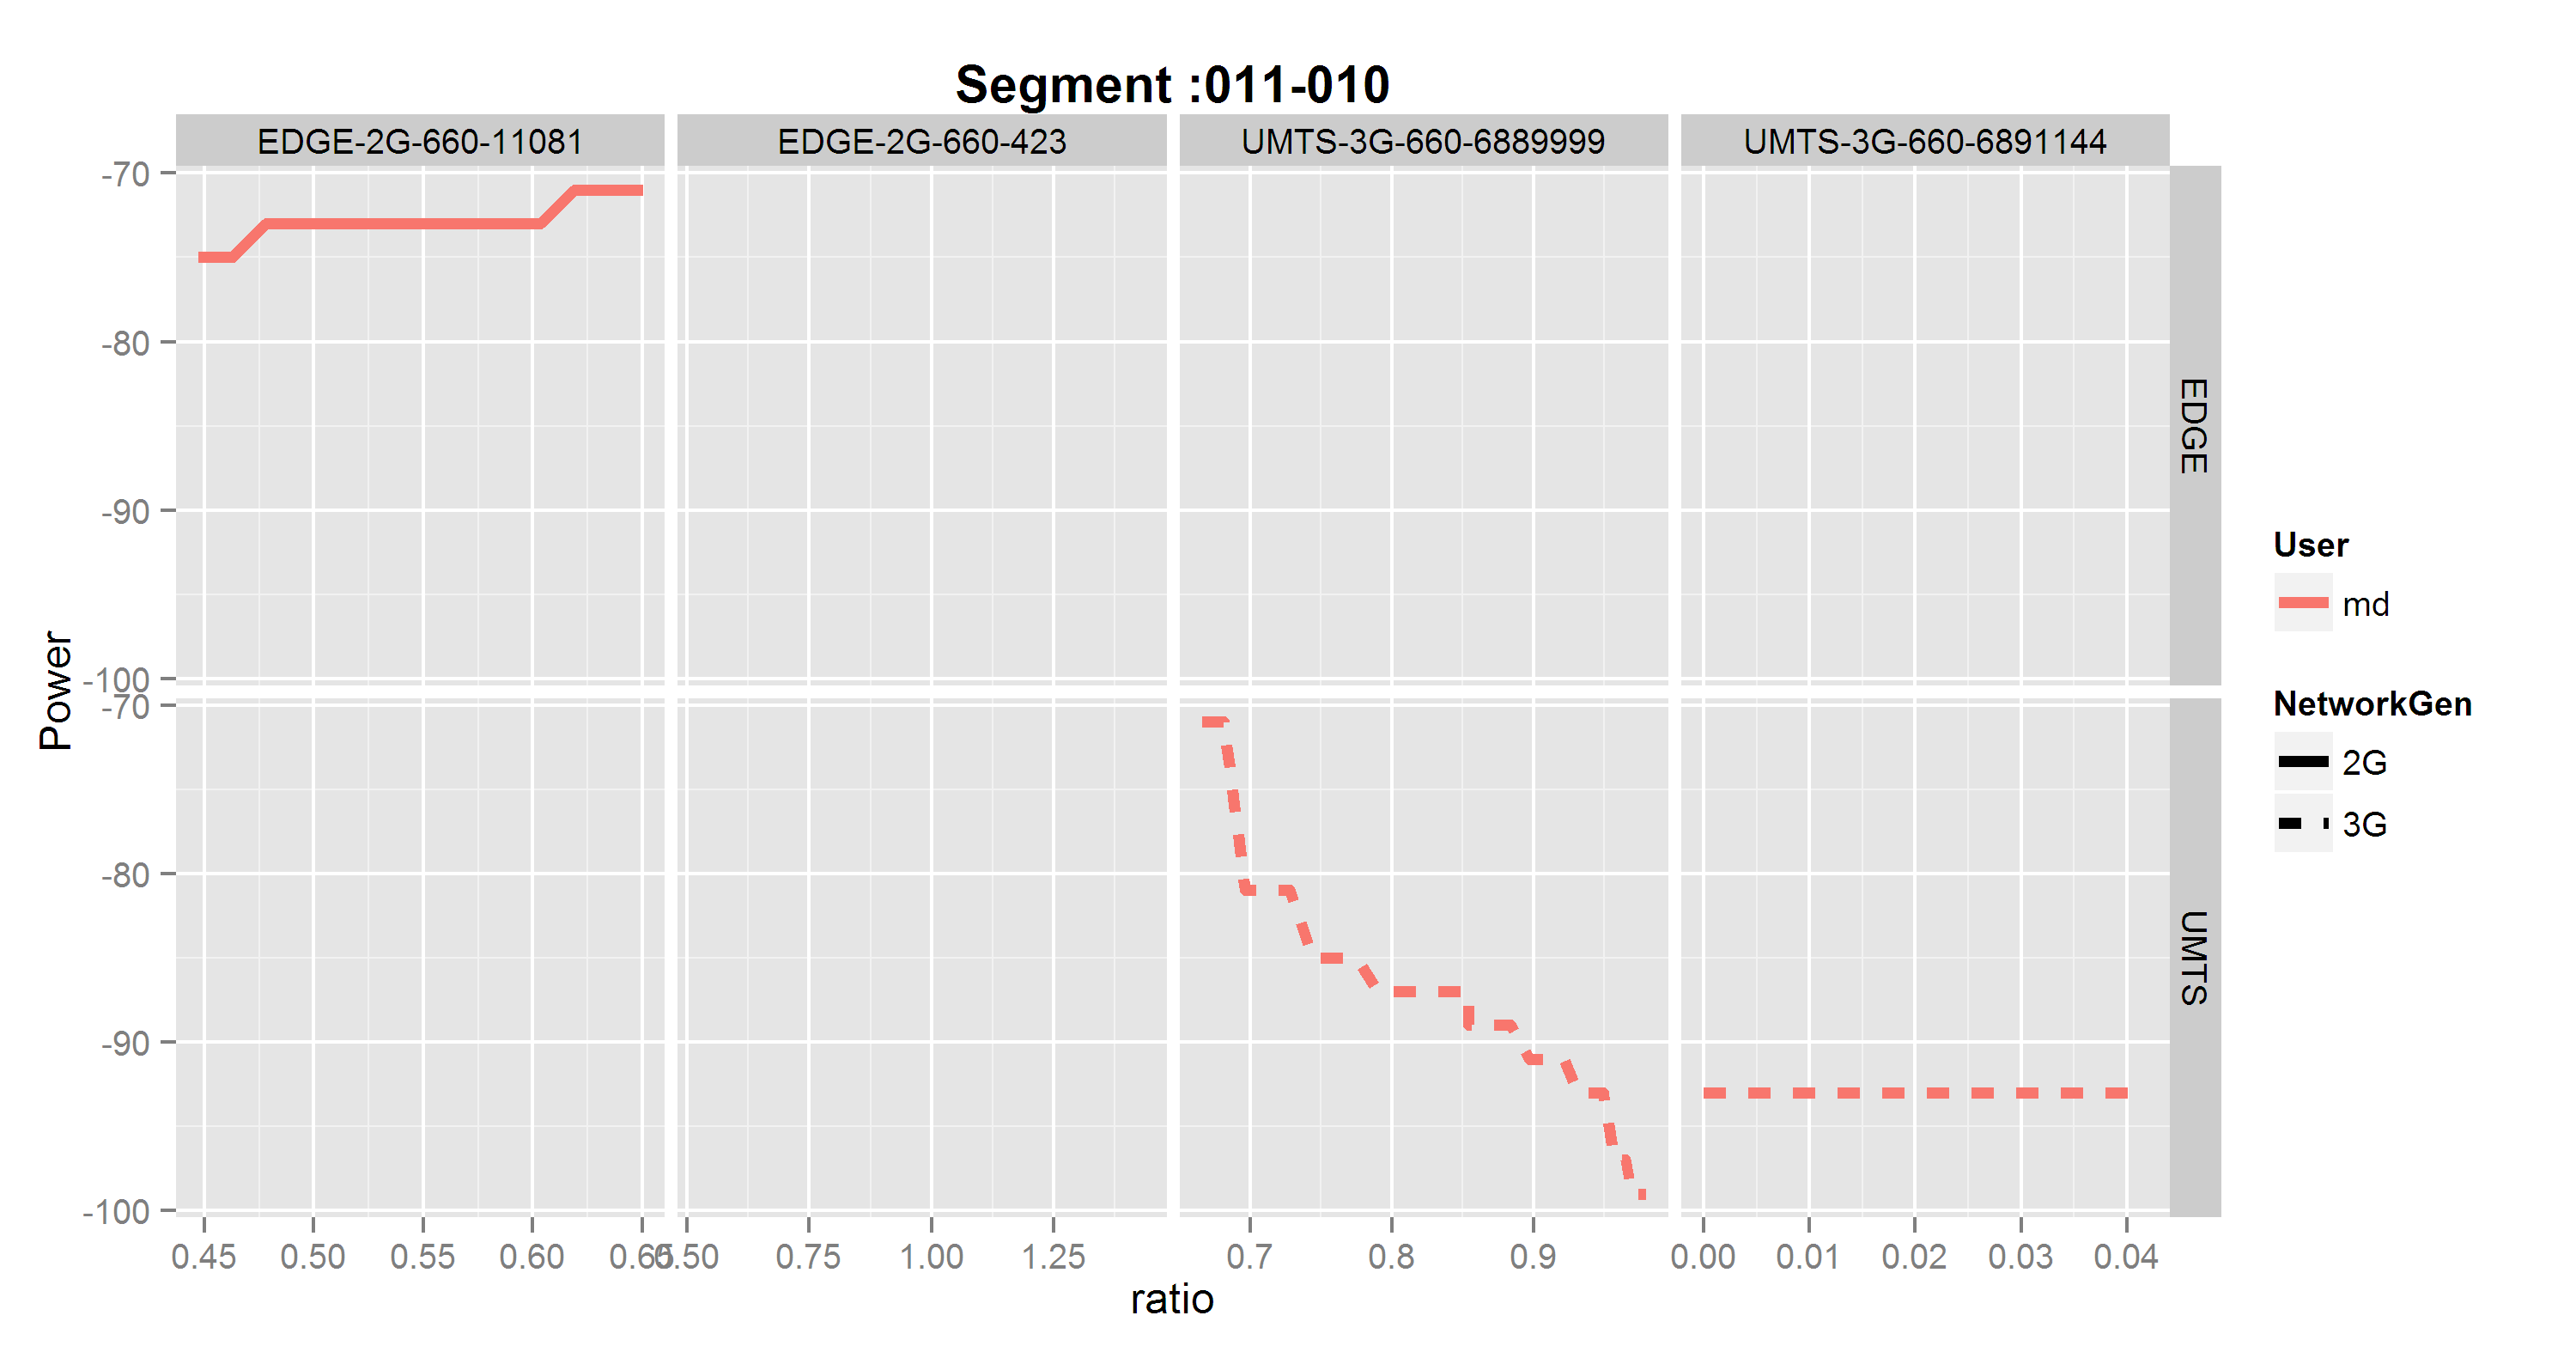 Segment :011-010
EDGE-2G-660-11081 EDGE-2G-660-423 UMTS-3G-660-6889999 UMTS-3G-660-6891144
-70
-80
-90
-100
EDGE
-70
-80
-90
-100
UMTS
Power
0.45 0.50 0.55 0.60 0.65 0.50 0.75 1.00 1.25 0.7 0.8 0.9 0.00 0.01 0.02 0.03 0.04
ratio
User
md
NetworkGen
2G
3G